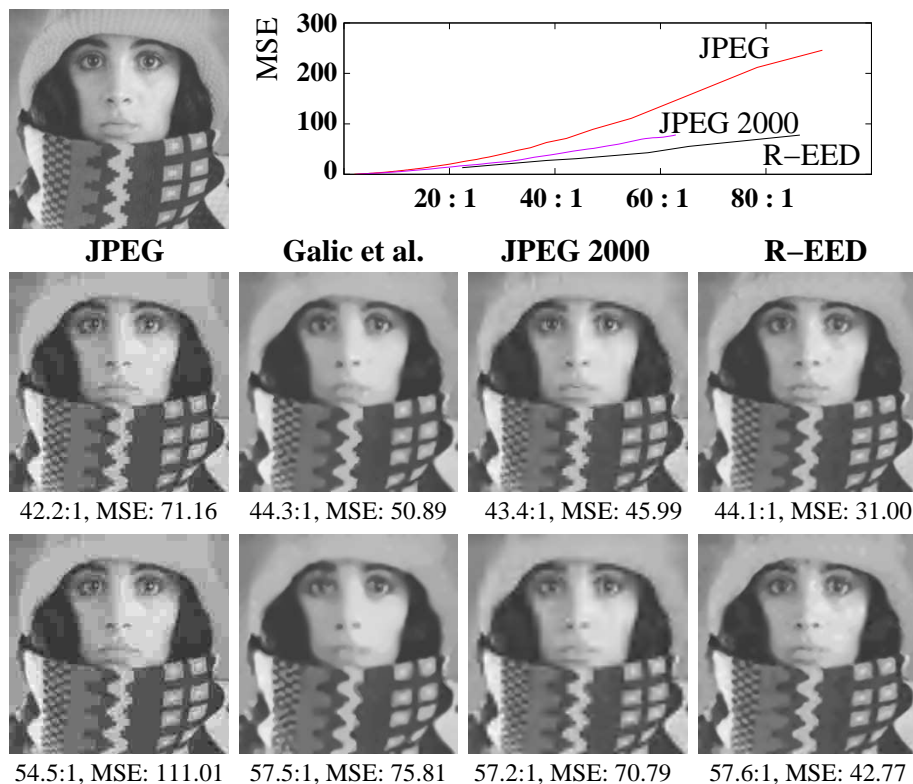 MSE
300
200
100
0
JPEG
JPEG 2000
R−EED
20 : 1
40 : 1
60 : 1
80 : 1
JPEG
Galic et al.
JPEG 2000
R−EED
42.2:1, MSE: 71.16
44.3:1, MSE: 50.89
43.4:1, MSE: 45.99
44.1:1, MSE: 31.00
54.5:1, MSE: 111.01
57.5:1, MSE: 75.81
57.2:1, MSE: 70.79
57.6:1, MSE: 42.77